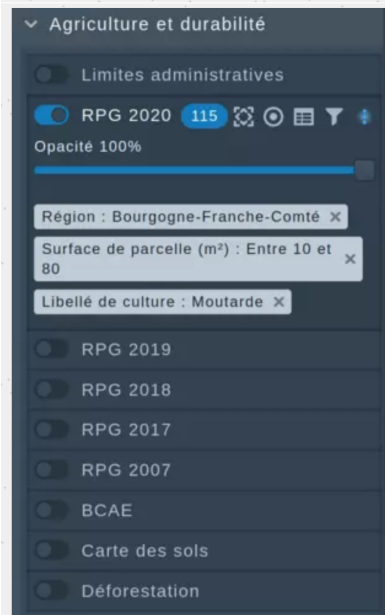 Agriculture et durabilité
Limites administratives
RPG 2020 115
Opacité 100%
Région : Bourgogne-Franche-Comté ×
Surface de parcelle (m²) : Entre 10 et
80 ×
Libellé de culture : Moutarde ×
RPG 2019
RPG 2018
RPG 2017
RPG 2007
BCAE
Carte des sols
Déforestation